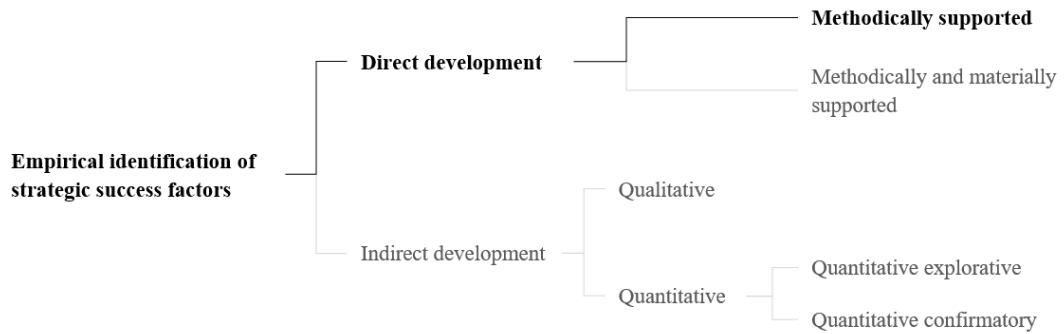 Methodically supported
Direct development
Methodically and materially
supported
Empirical identification of
strategic success factors
Qualitative
Indirect development
Quantitative explorative
Quantitative
Quantitative confirmatory